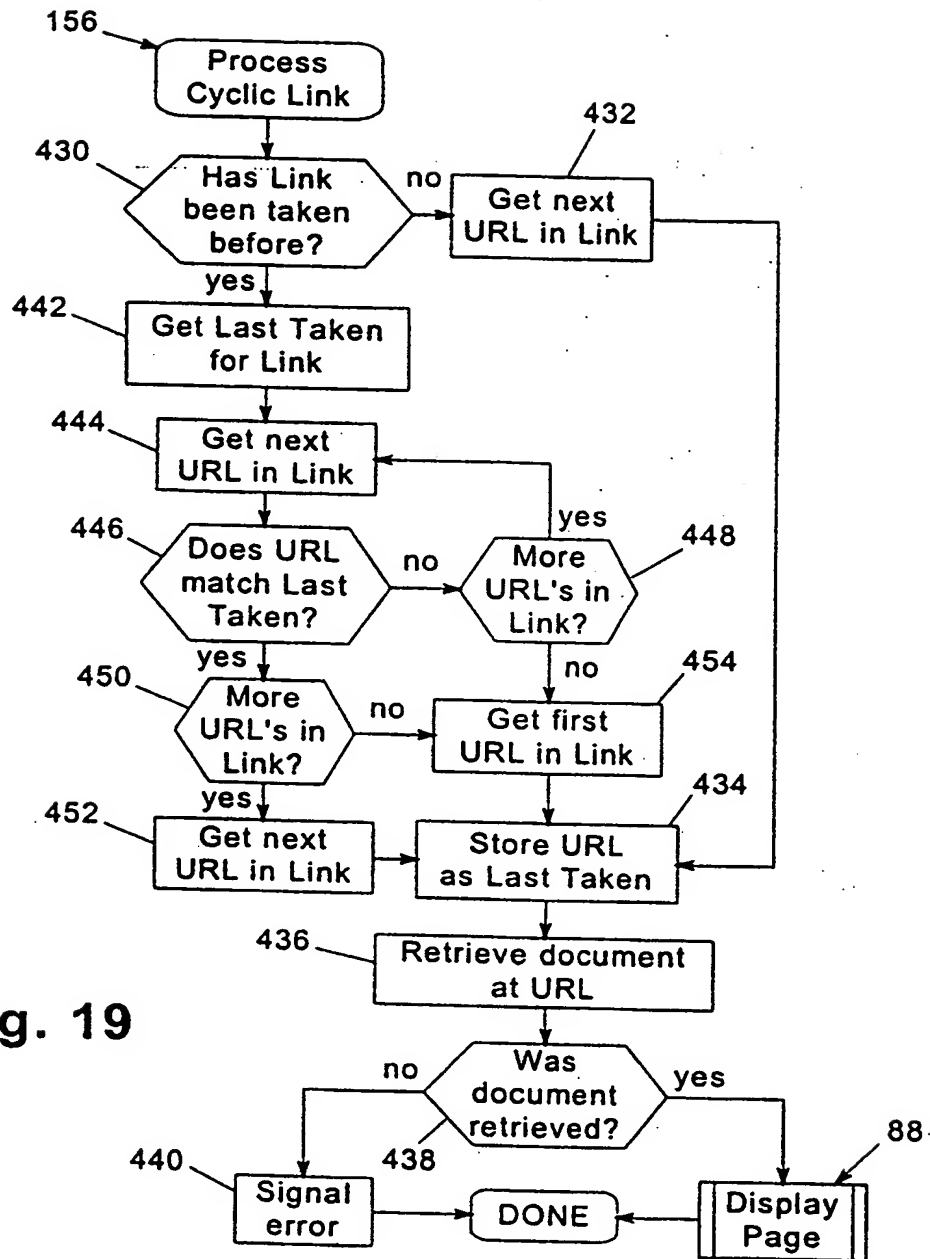 156
Process
Cyclic Link
430
Has Link
been taken
before?
no
432
Get next
URL in Link
yes
442
Get Last Taken
for Link
444
Get next
URL in Link
446
Does URL
match Last
Taken?
no
yes
More
URL's in
Link?
448
yes
no
450
More
URL's in
Link?
no
454
Get first
URL in Link
yes
452
Get next
URL in Link
434
Store URL
as Last Taken
436
Retrieve document
at URL
g. 19
no
Was
document
retrieved?
yes
438
440
Signal
error
DONE
88
Display
Page